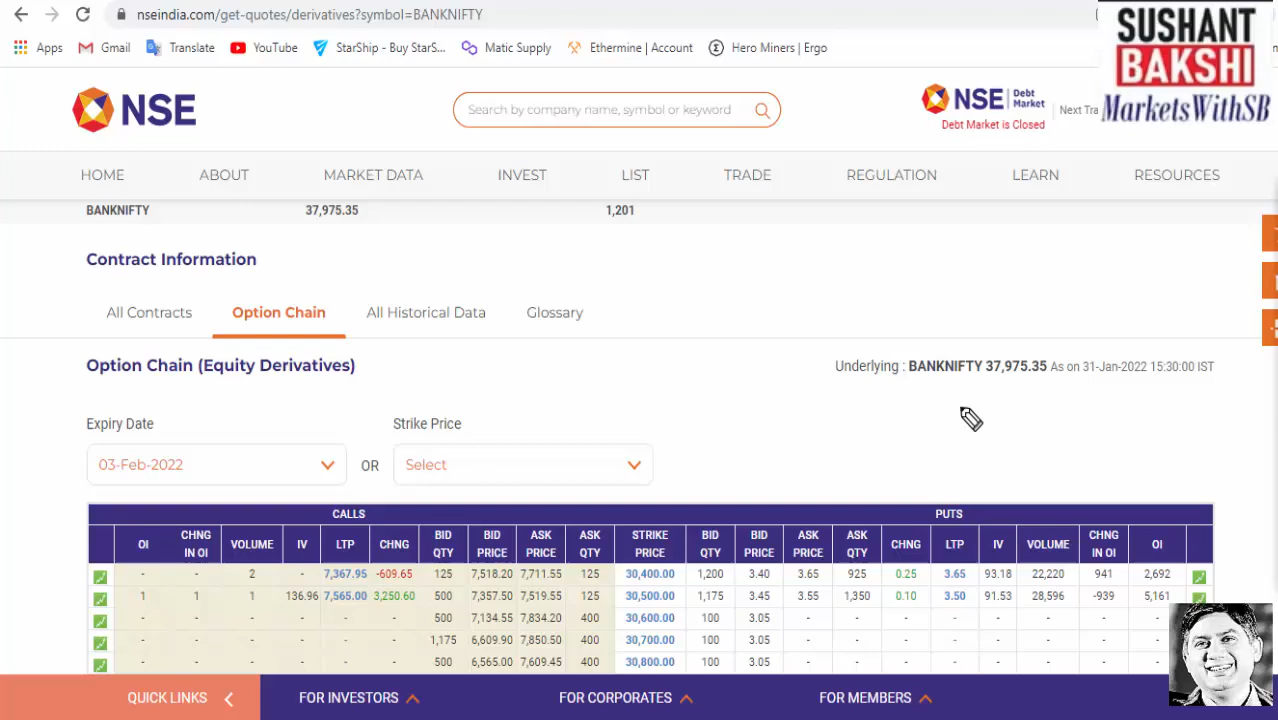 nseindia.com/get-quotes/derivatives?symbol=BANKNIFTY
Apps Gmail Translate YouTube StarShip - Buy StarS... Matic Supply Ethermine | Account Hero Miners | Ergo
SUSHANT
BAKSHI
MarketsWithSB
NSE
Search by company name, symbol or keyword
NSE Debt Market
Debt Market is Closed
Next Tra
HOME ABOUT MARKET DATA INVEST LIST TRADE REGULATION LEARN RESOURCES
BANKNIFTY 37,975.35 1,201
Contract Information
All Contracts Option Chain All Historical Data Glossary
Option Chain (Equity Derivatives)
Underlying : BANKNIFTY 37,975.35 As on 31-Jan-2022 15:30:00 IST
Expiry Date Strike Price
03-Feb-2022 OR Select
CALLS PUTS
OI CHNG IN OI VOLUME IV LTP CHNG BID QTY BID PRICE ASK PRICE ASK QTY STRIKE PRICE BID QTY BID PRICE ASK PRICE ASK QTY CHNG LTP IV VOLUME CHNG IN OI OI
- - 2 - 7,367.95 -609.65 125 7,518.20 7,711.55 125 30,400.00 1,200 3.40 3.65 925 0.25 3.65 93.18 22,220 941 2,692
1 1 1 136.96 7,565.00 3,250.60 500 7,357.50 7,519.55 125 30,500.00 1,175 3.45 3.55 1,350 0.10 3.50 91.53 28,596 -939 5,161
- - - - - - 500 7,134.55 7,834.20 400 30,600.00 100 3.05 - - - - - - - -
- - - - - - 1,175 6,609.90 7,850.50 400 30,700.00 100 3.05 - - - - - - -
- - - - - - 500 6,565.00 7,609.45 400 30,800.00 100 3.05 - - - - - - -
QUICK LINKS FOR INVESTORS FOR CORPORATES FOR MEMBERS